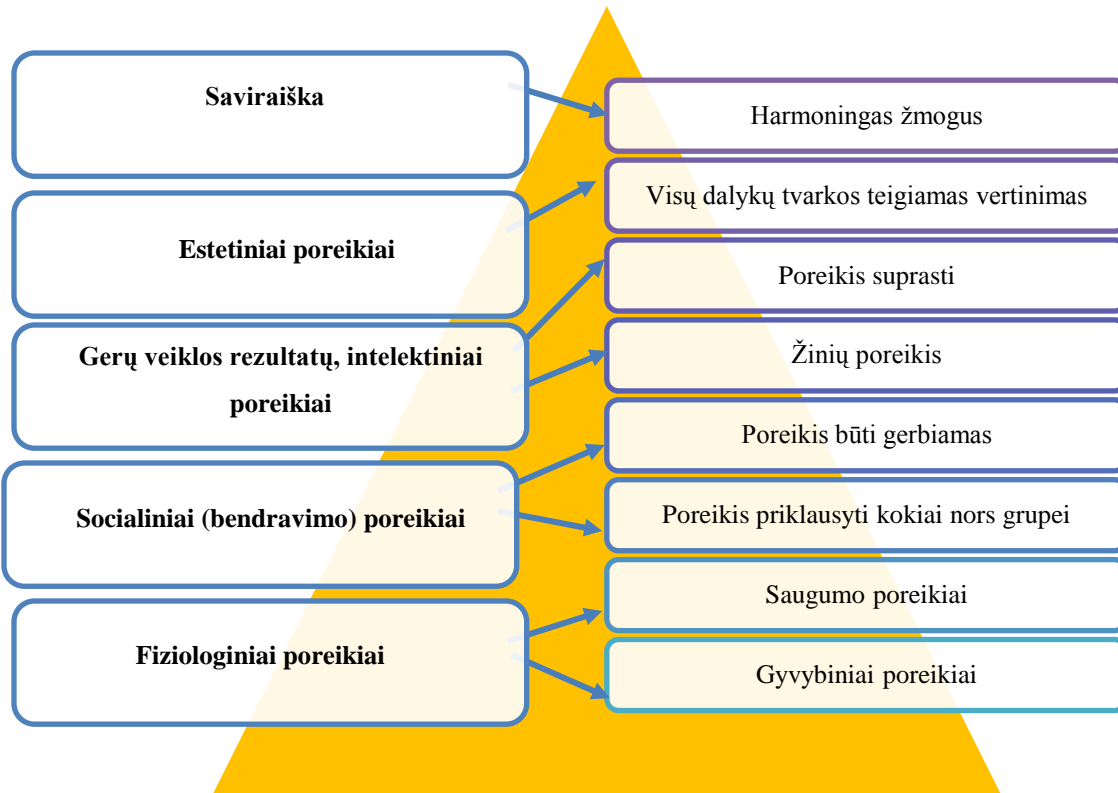 Saviraiška
Harmoningas žmogus
Visų dalykų tvarkos teigiamas vertinimas
Estetiniai poreikiai
Poreikis suprasti
Gerų veiklos rezultatų, intelektiniai
poreikiai
Žinių poreikis
Poreikis būti gerbiamas
Socialiniai (bendravimo) poreikiai
Poreikis priklausyti kokiai nors grupei
Saugumo poreikiai
Fiziologiniai poreikiai
Gyvybiniai poreikiai